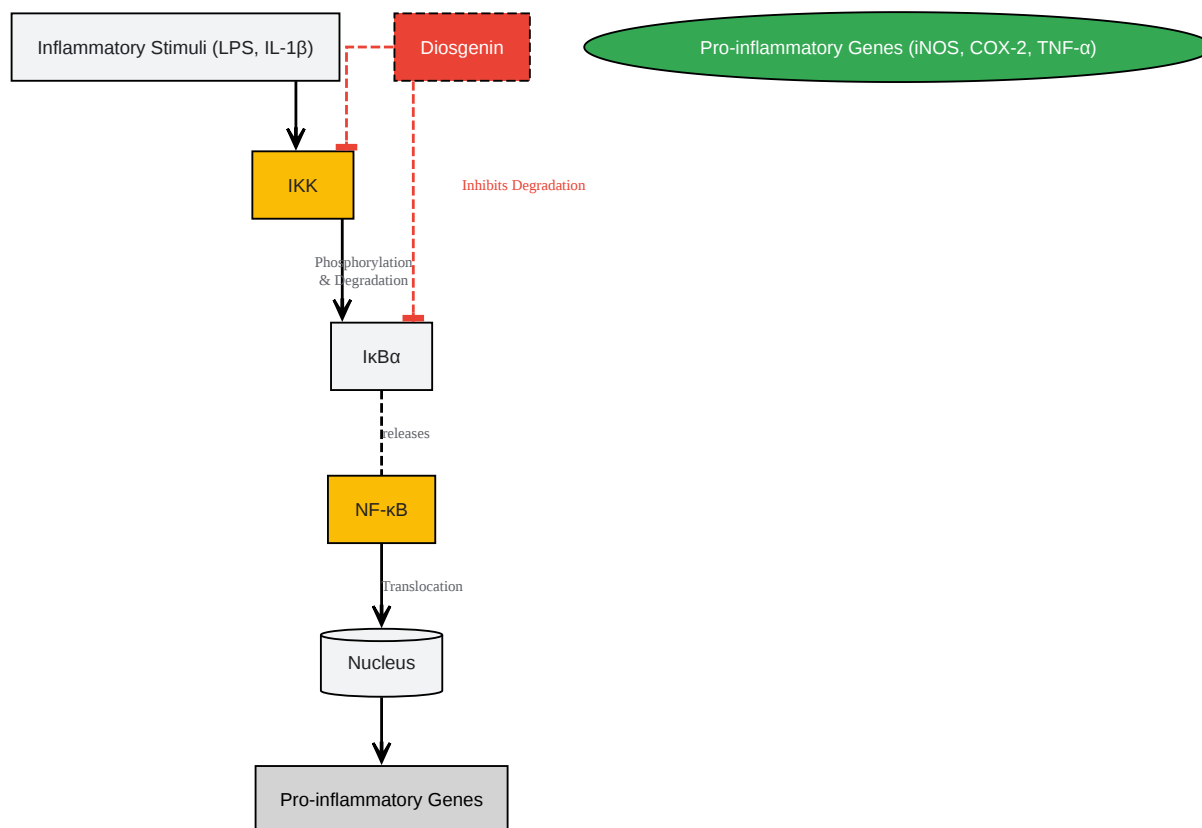 Inflammatory Stimuli (LPS, IL-1β)
Diosgenin
Pro-inflammatory Genes (iNOS, COX-2, TNF-α)
IKK
Inhibits Degradation
Phosphorylation
& Degradation
IκBα
releases
NF-κB
Translocation
Nucleus
Pro-inflammatory Genes